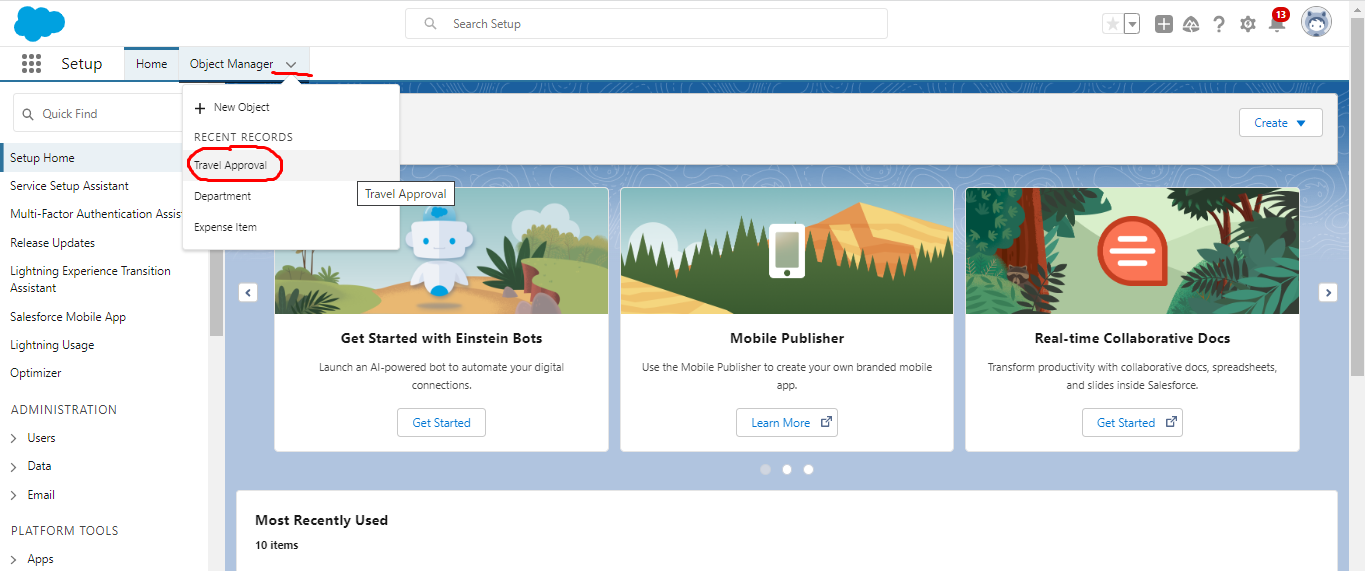 Search Setup
13
Setup
Home
Object Manager
Quick Find
New Object
RECENT RECORDS
Travel Approval
Department
Expense Item
Travel Approval
Create
Setup Home
Service Setup Assistant
Multi-Factor Authentication Assis
Release Updates
Lightning Experience Transition
Assistant
Salesforce Mobile App
Lightning Usage
Optimizer
ADMINISTRATION
Users
Data
Email
PLATFORM TOOLS
Apps
Get Started with Einstein Bots
Launch an AI-powered bot to automate your digital
connections.
Get Started
Mobile Publisher
Use the Mobile Publisher to create your own branded mobile
app.
Learn More
Real-time Collaborative Docs
Transform productivity with collaborative docs, spreadsheets,
and slides inside Salesforce.
Get Started
Most Recently Used
10 items